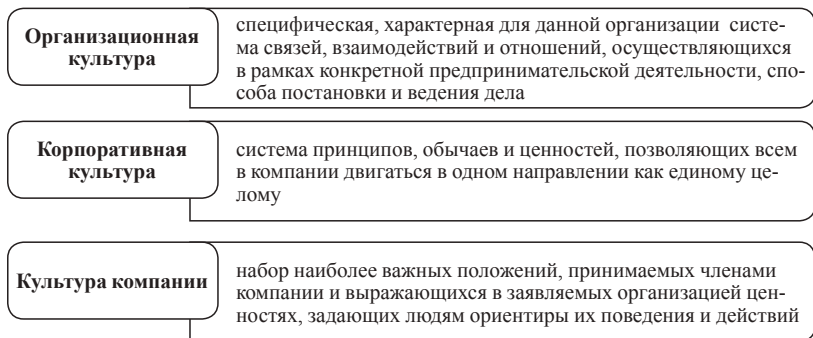 Организационная
культура
специфическая, характерная для данной организации систе-
ма связей, взаимодействий и отношений, осуществляющихся
в рамках конкретной предпринимательской деятельности, спо-
соба постановки и ведения дела
Корпоративная
культура
система принципов, обычаев и ценностей, позволяющих всем
в компании двигаться в одном направлении как единому це-
лому
Культура компании
набор наиболее важных положений, принимаемых членами
компании и выражающихся в заявляемых организацией цен-
ностях, задающих людям ориентиры их поведения и действий